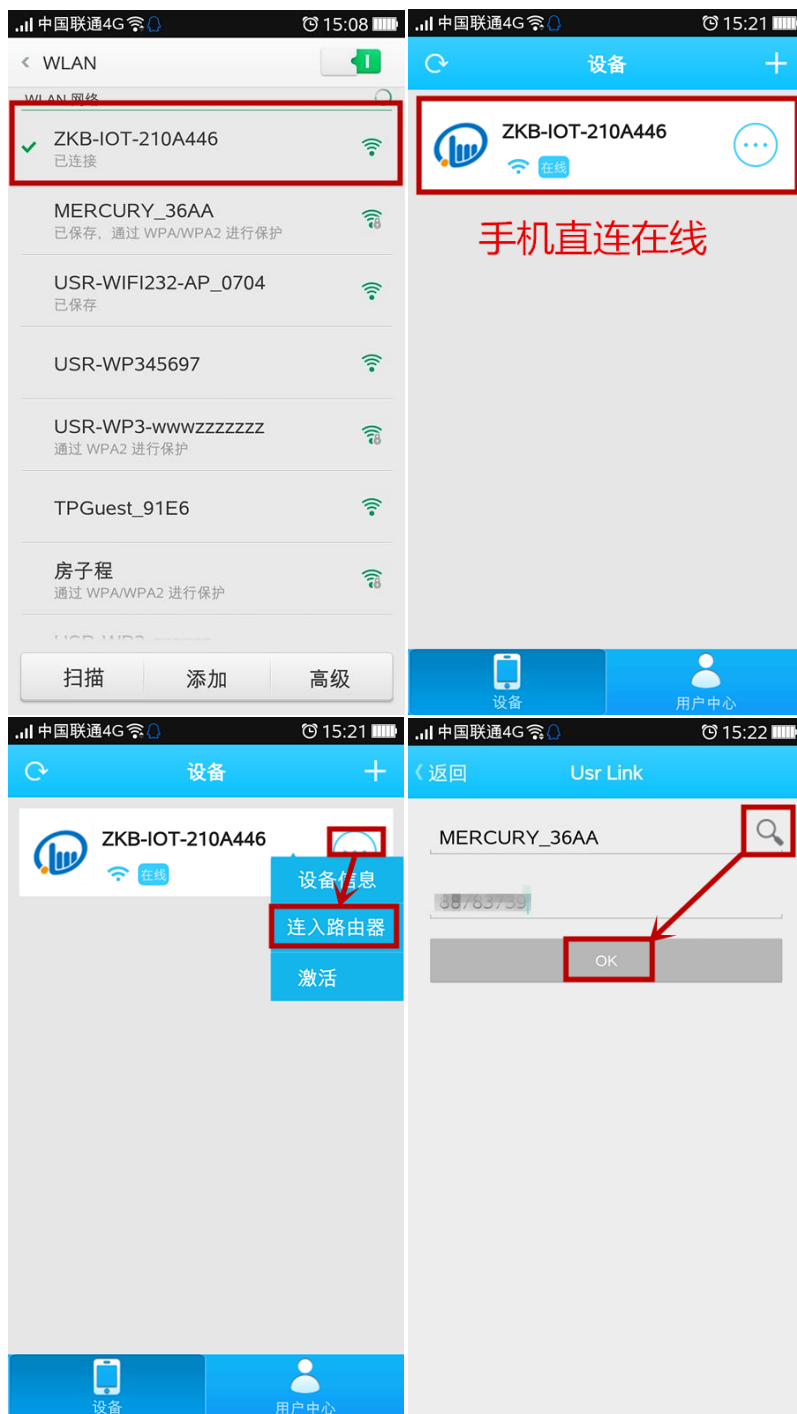 中国联通4G
15:08
WLAN
WLAN 网络
ZKB-IOT-210A446
已连接
MERCURY_36AA
已保存，通过 WPA/WPA2 进行保护
USR-WIFI232-AP_0704
已保存
USR-WP345697
USR-WP3-wwwzzzzzzz
通过 WPA2 进行保护
TPGuest_91E6
房子程
通过 WPA/WPA2 进行保护
扫描 添加 高级
中国联通4G
15:21
设备
ZKB-IOT-210A446
在线
手机直连在线
设备 用户中心
中国联通4G
15:21
设备
ZKB-IOT-210A446
在线
设备信息
连入路由器
激活
设备 用户中心
中国联通4G
15:22
返回 Usr Link
MERCURY_36AA
OK